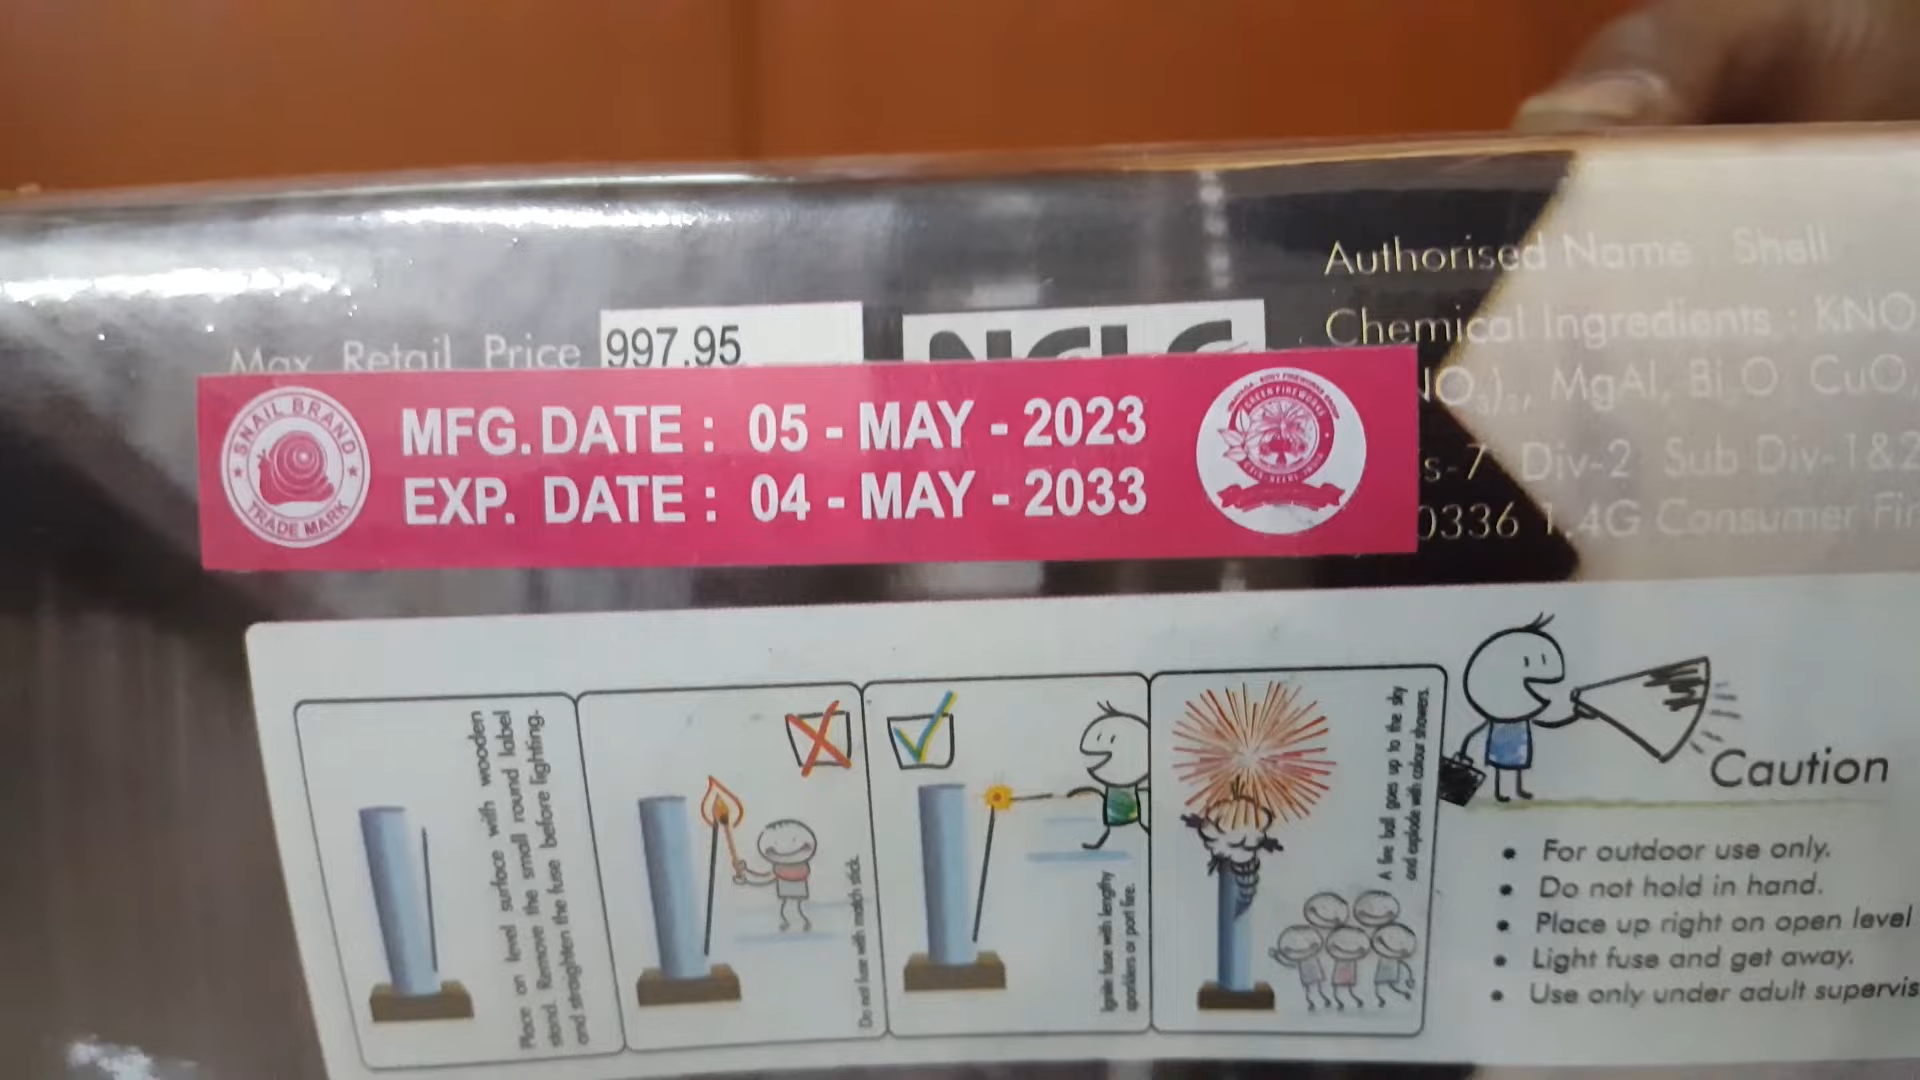 Authorised Name : Shell
Max. Retail Price 997.95
Chemical Ingredients : KNO
MgAl, CuO,
SNAIL BRAND
TRADE MARK
MFG. DATE : 05 - MAY - 2023
EXP. DATE : 04 - MAY - 2033
GREEN FIREWORKS
s-7 Div-2 Sub Div-1&2
0336 1.4G Consumer Fir
Place on level surface with wooden
stand. Remove the small round label
and straighten the fuse before lighting.
Do not fuse with match stick.
Ignite fuse with lengthy
sparklers or port fire.
A fire ball goes up to the sky
and explode with colour showers.
Caution
• For outdoor use only.
• Do not hold in hand.
• Place up right on open level
• Light fuse and get away.
• Use only under adult supervis